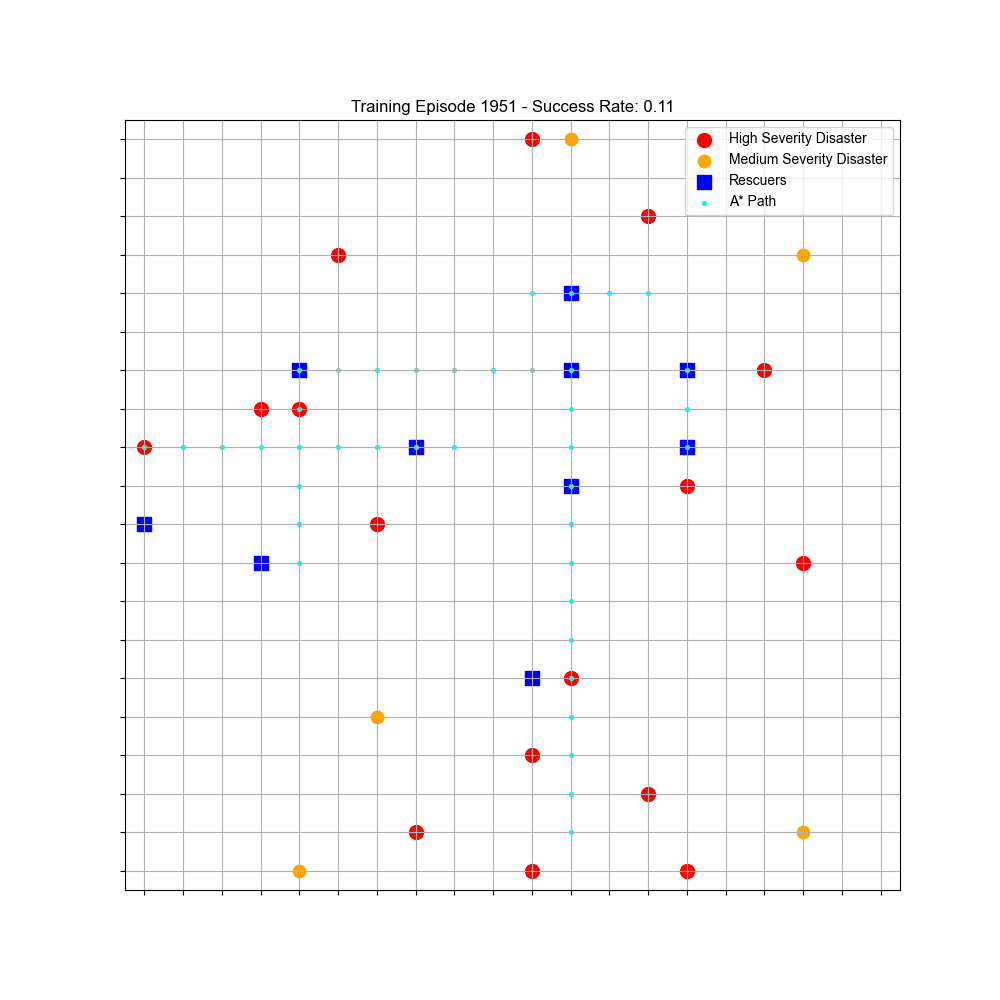 Training Episode 1951 - Success Rate: 0.11
High Severity Disaster
Medium Severity Disaster
Rescuers
A* Path